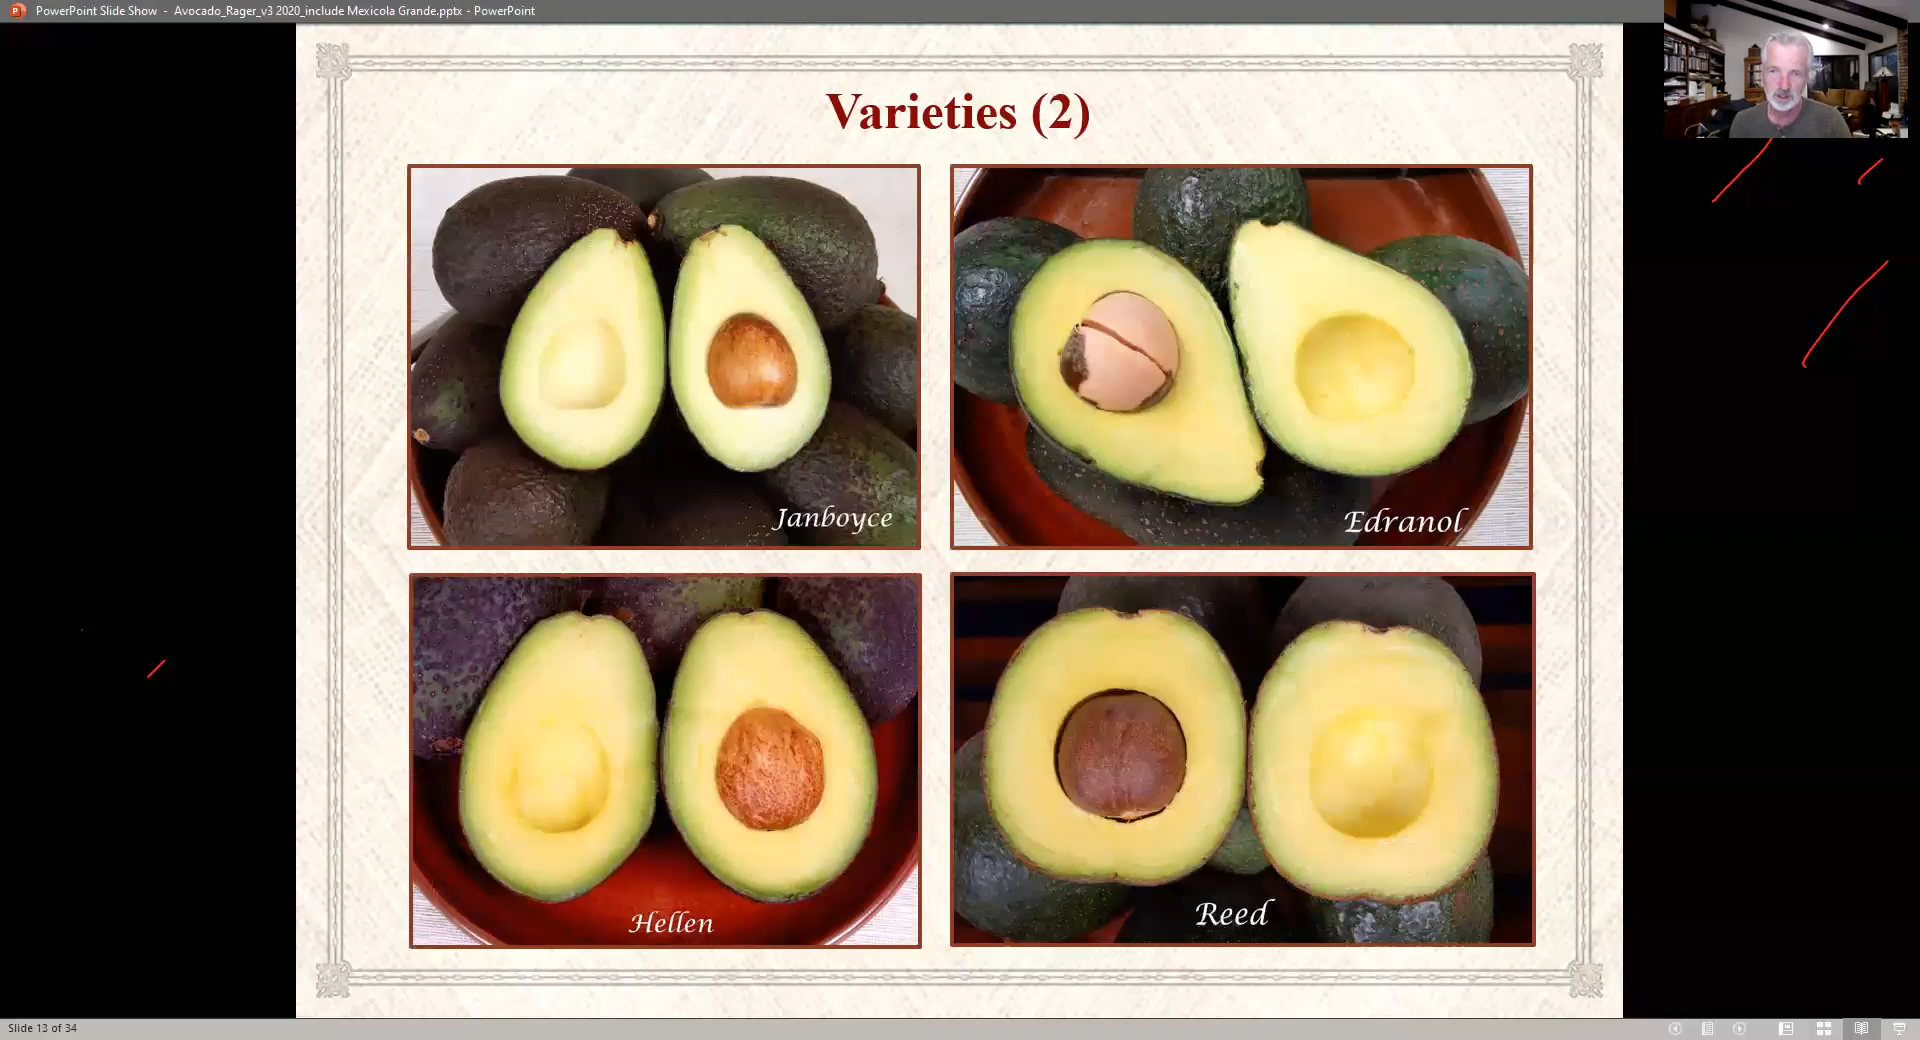 PowerPoint Slide Show - Avocado_Rager_v3 2020_include Mexicola Grande.pptx - PowerPoint
Varieties (2)
Janboyce
Edranol
Hellen
Reed
Slide 13 of 34